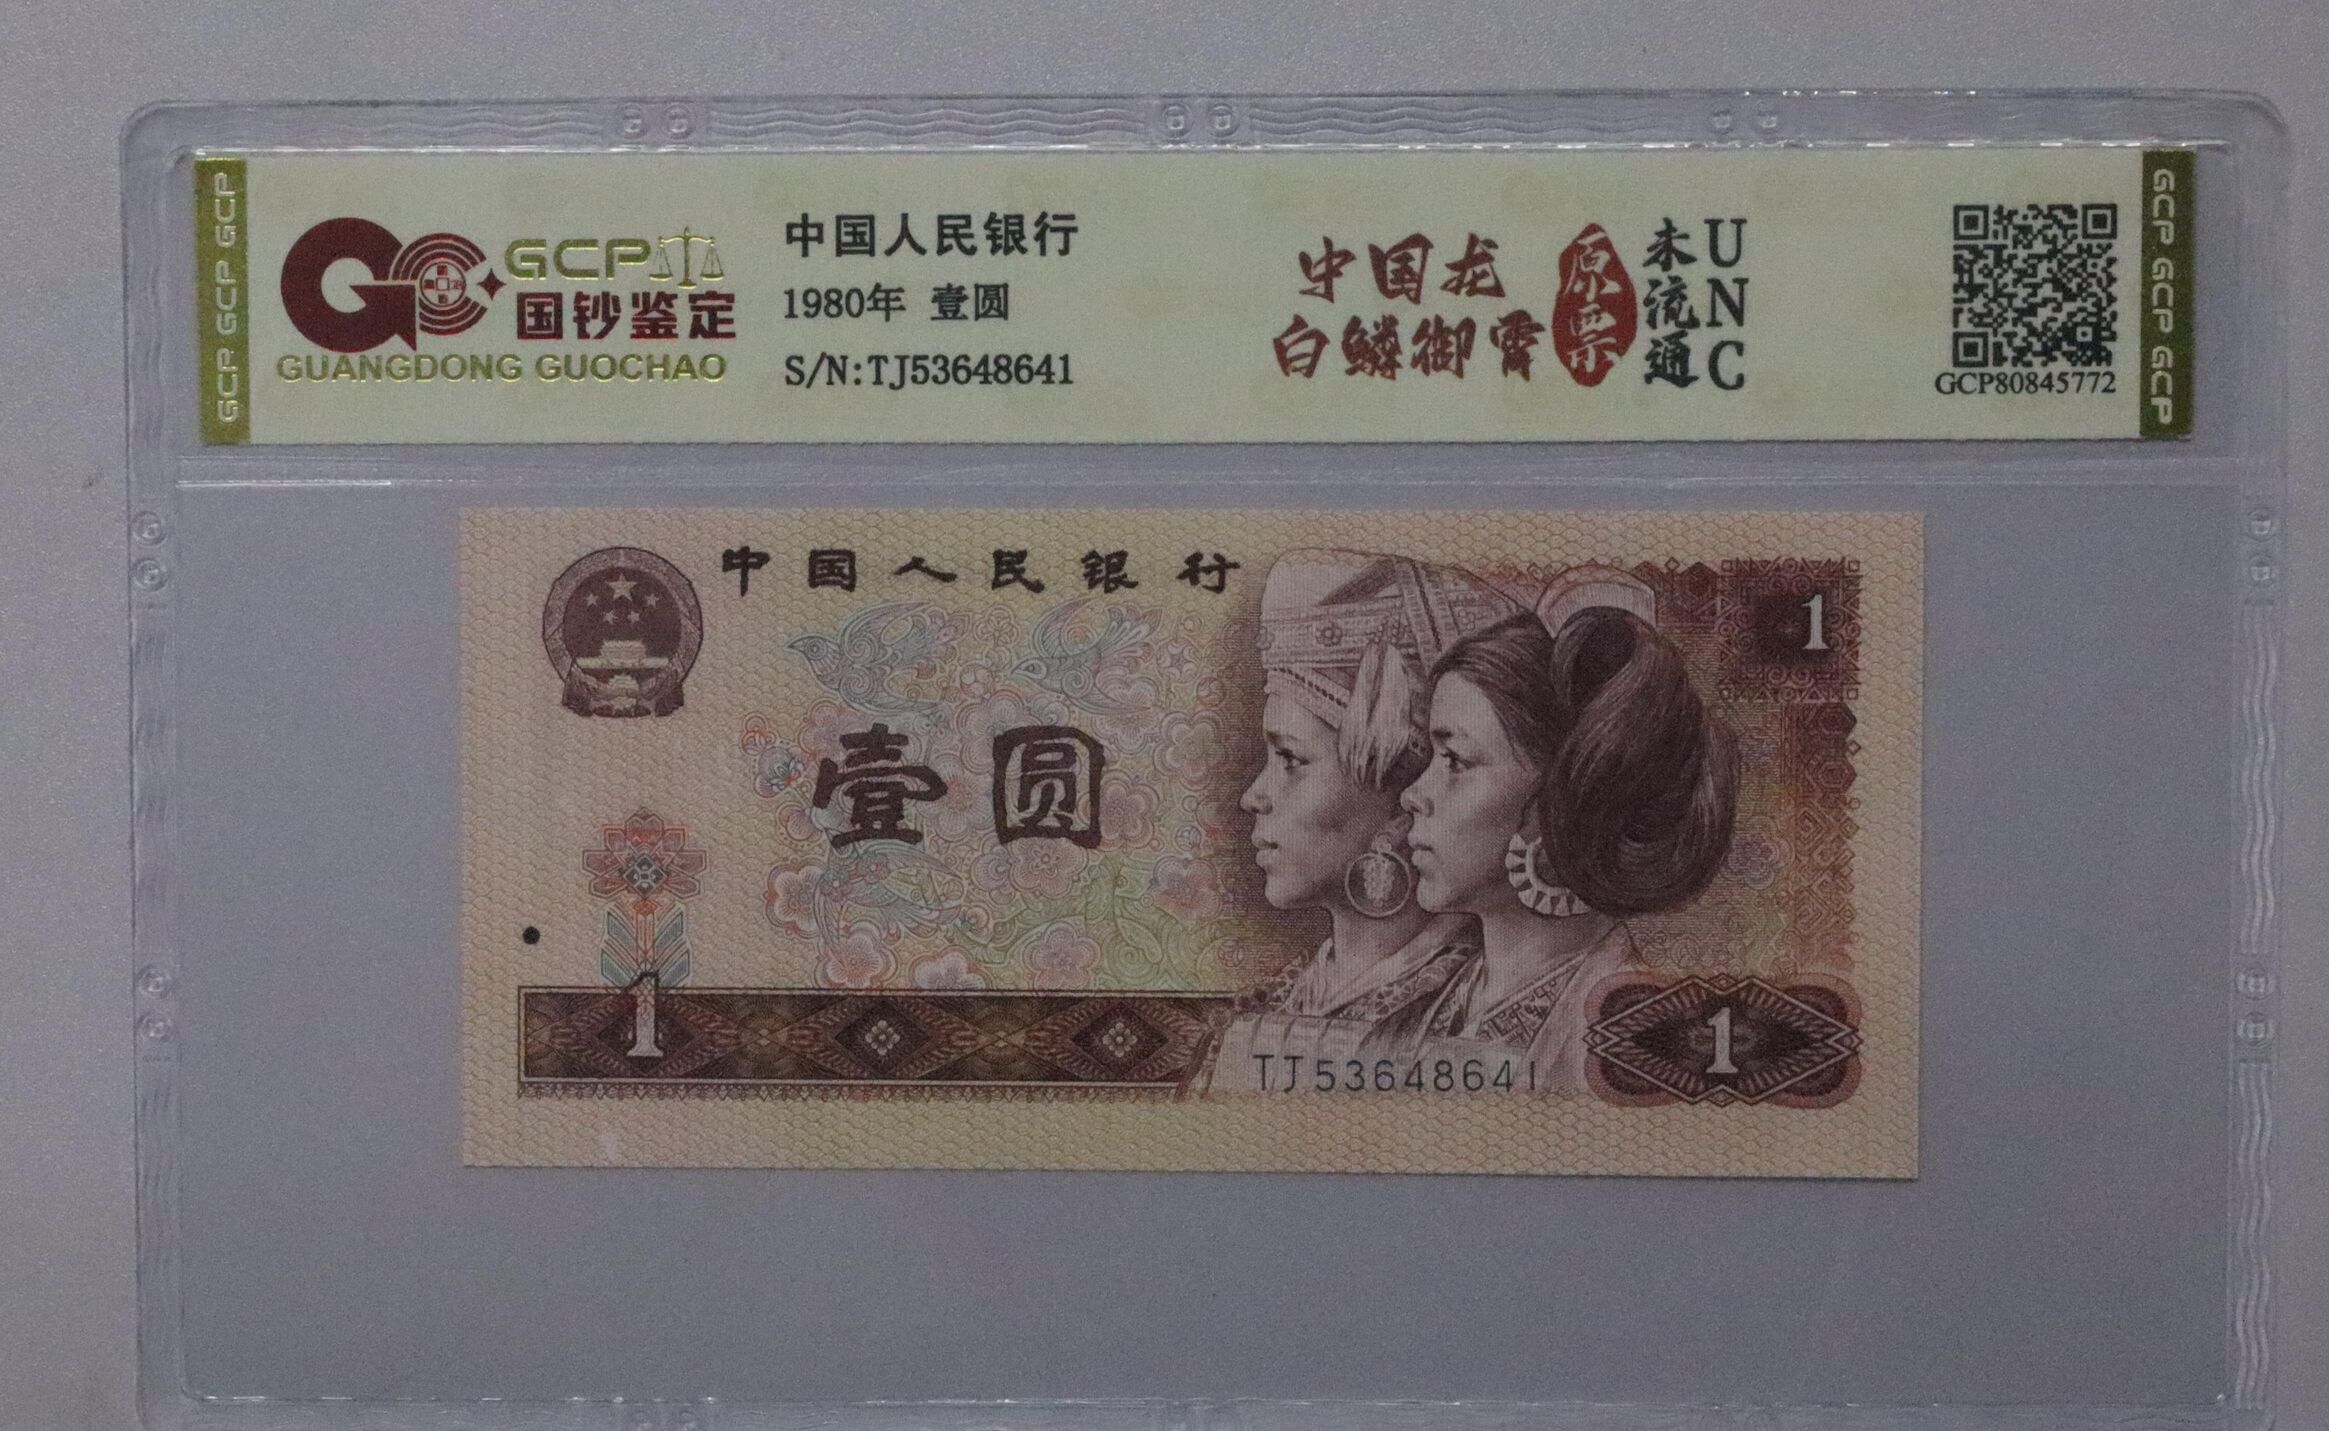 GCP GCP GCP
GCP
国钞鉴定
GUANGDONG GUOCHAO
中国人民银行
1980年 壹圆
S/N:TJ53648641
中国龙
白鳞御霄
原票
未流通
UNC
GCP80845772
GCP GCP GCP
中国人民银行
1
壹圆
1
1
TJ53648641